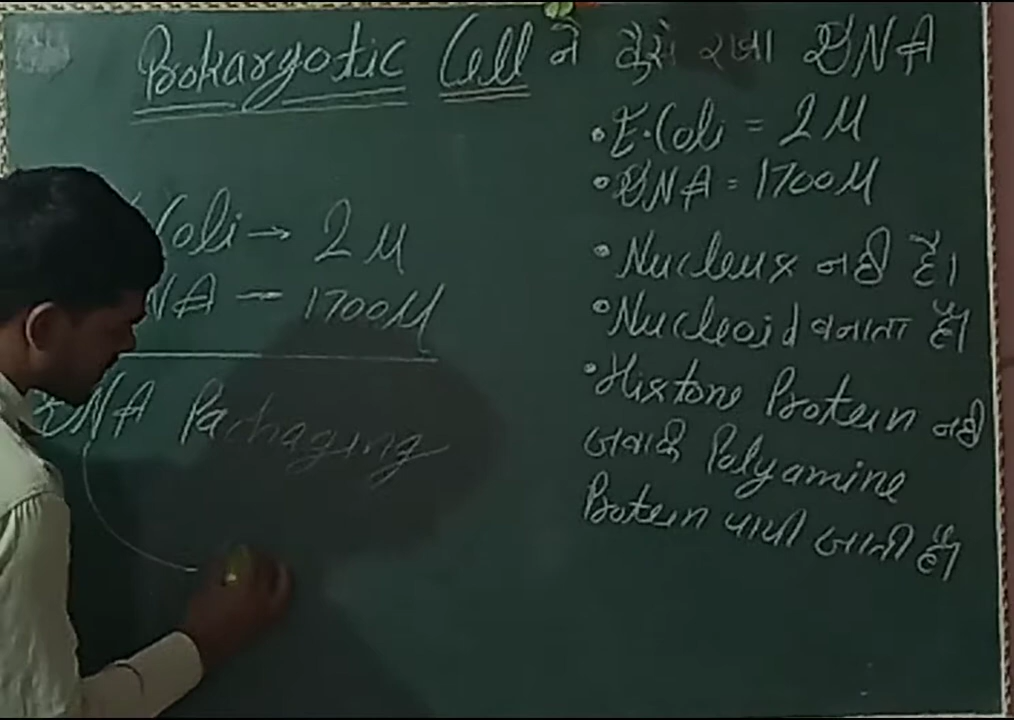 Prokaryotic Cell ने कैसे रखा DNA
Coli → 2 μ
NA — 1700 μ
DNA Packaging
• E.Coli = 2 μ
• DNA = 1700 μ
• Nucleus नही है।
• Nucleoid बनाता है।
• Histone Protein नही
जबकि Polyamine
Protein पायी जाती है।